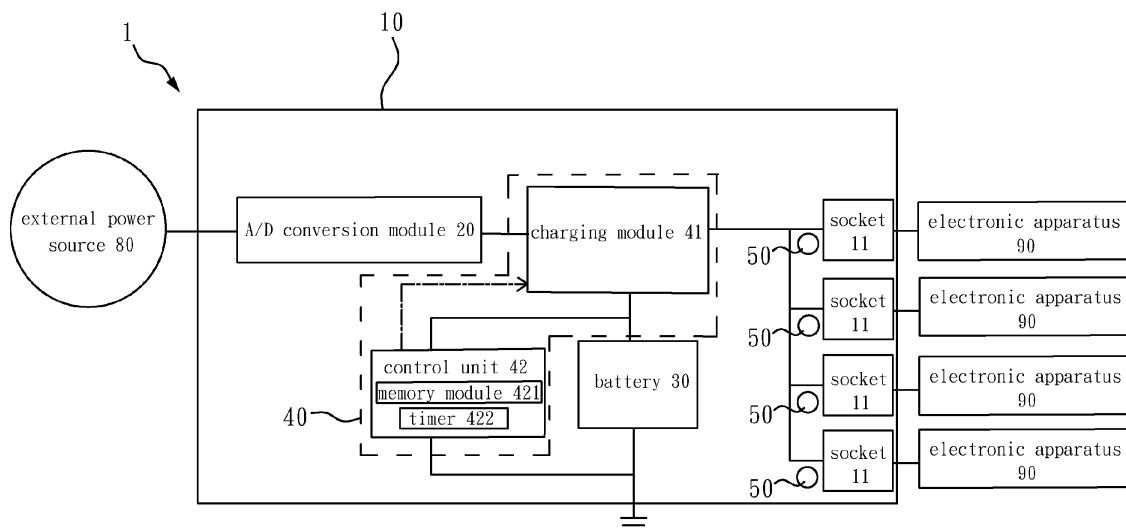 1
10
external power
source 80
A/D conversion module 20
charging module 41
control unit 42
memory module 421
timer 422
40
battery 30
50
socket
11
electronic apparatus
90
50
socket
11
electronic apparatus
90
50
socket
11
electronic apparatus
90
50
socket
11
electronic apparatus
90